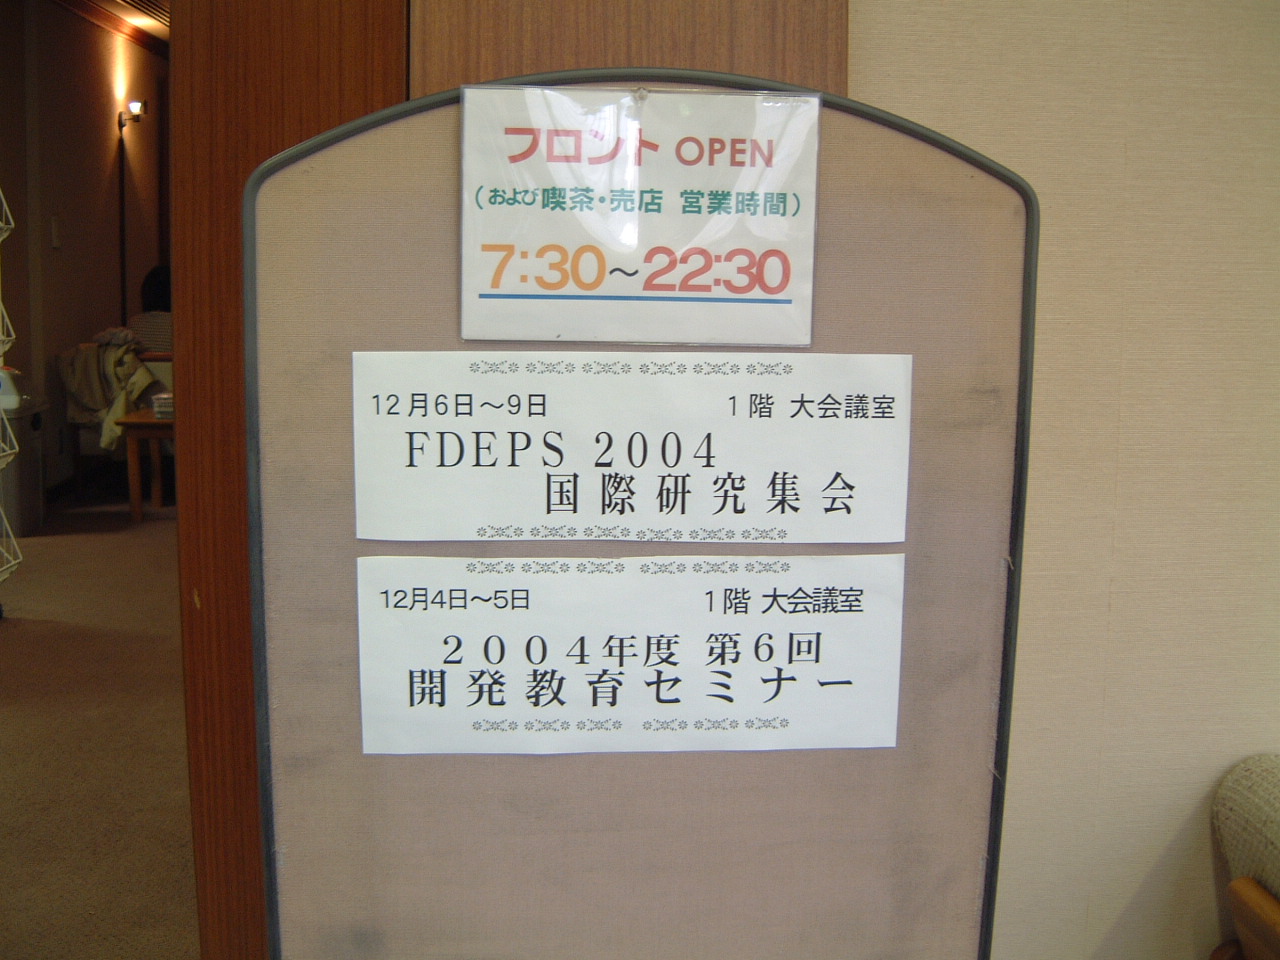 フロント OPEN
(および喫茶・売店 営業時間)
7:30～22:30
12月6日～9日 1階 大会議室
FDEPS 2004
国際研究集会
12月4日～5日 1階 大会議室
２００４年度 第６回
開発教育セミナー